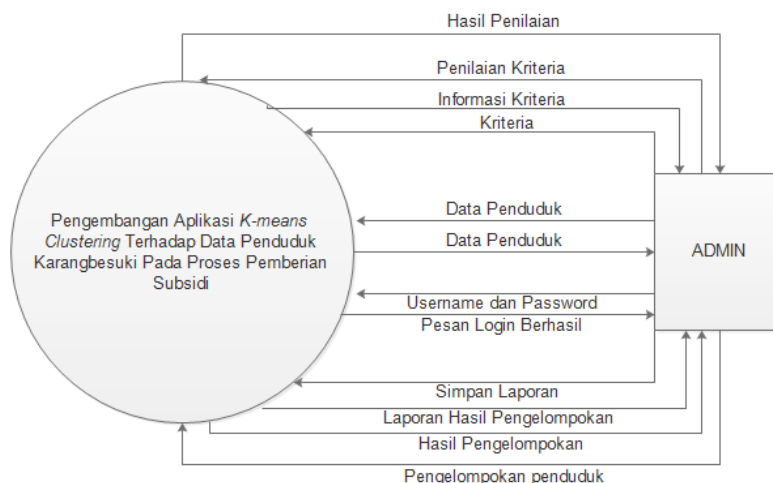 Hasil Penilaian
Penilaian Kriteria
Informasi Kriteria
Kriteria
Pengembangan Aplikasi K-means
Clustering Terhadap Data Penduduk
Karangbesuki Pada Proses Pemberian
Subsidi
Data Penduduk
Data Penduduk
ADMIN
Username dan Password
Pesan Login Berhasil
Simpan Laporan
Laporan Hasil Pengelompokan
Hasil Pengelompokan
Pengelompokan penduduk